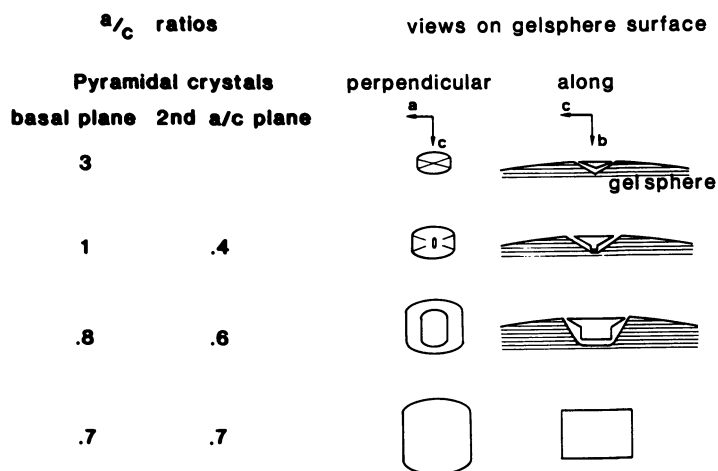 a/c ratios views on gelsphere surface
Pyramidal crystals perpendicular along
basal plane 2nd a/c plane
a c
c b
3
gelsphere
1 .4
.8 .6
.7 .7